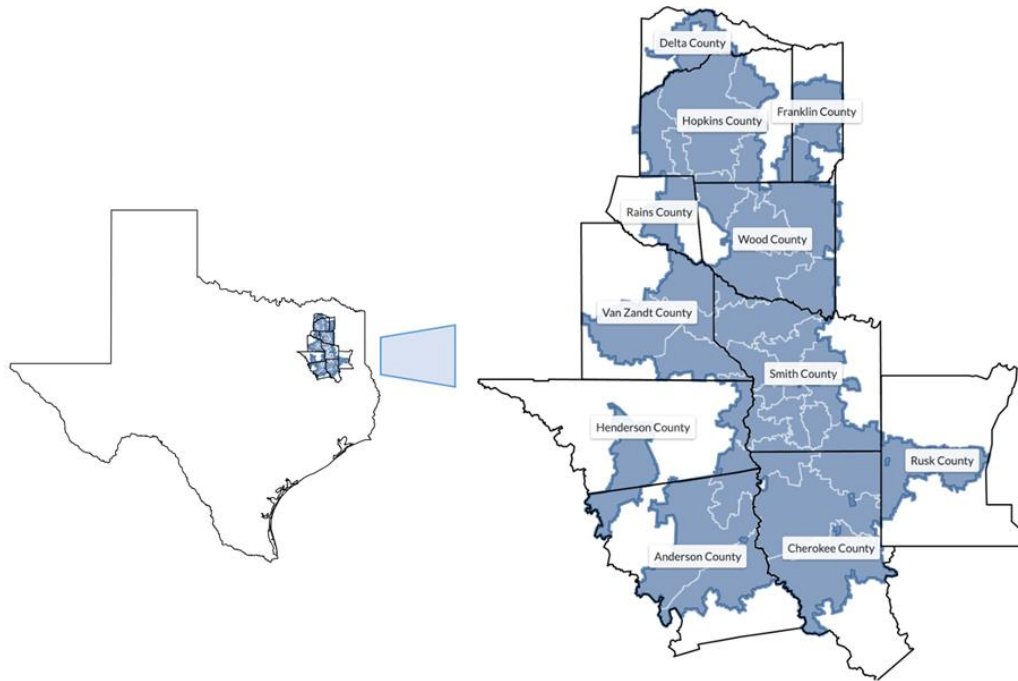 Delta County
Hopkins County
Franklin County
Rains County
Wood County
Van Zandt County
Smith County
Henderson County
Rusk County
Anderson County
Cherokee County